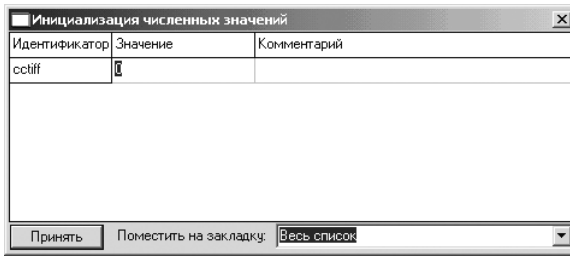 Инициализация численных значений
Идентификатор Значение Комментарий
cctiff 0
Принять Поместить на закладку: Весь список